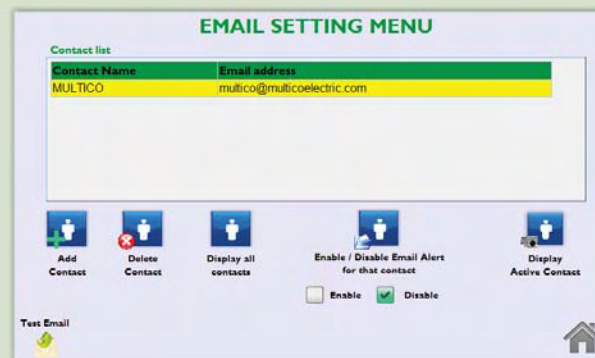 EMAIL SETTING MENU
Contact list
Contact Name Email address
MULTICO multico@multicoelectric.com
Add Contact
Delete Contact
Display all contacts
Enable / Disable Email Alert for that contact
Enable Disable
Display Active Contact
Test Email